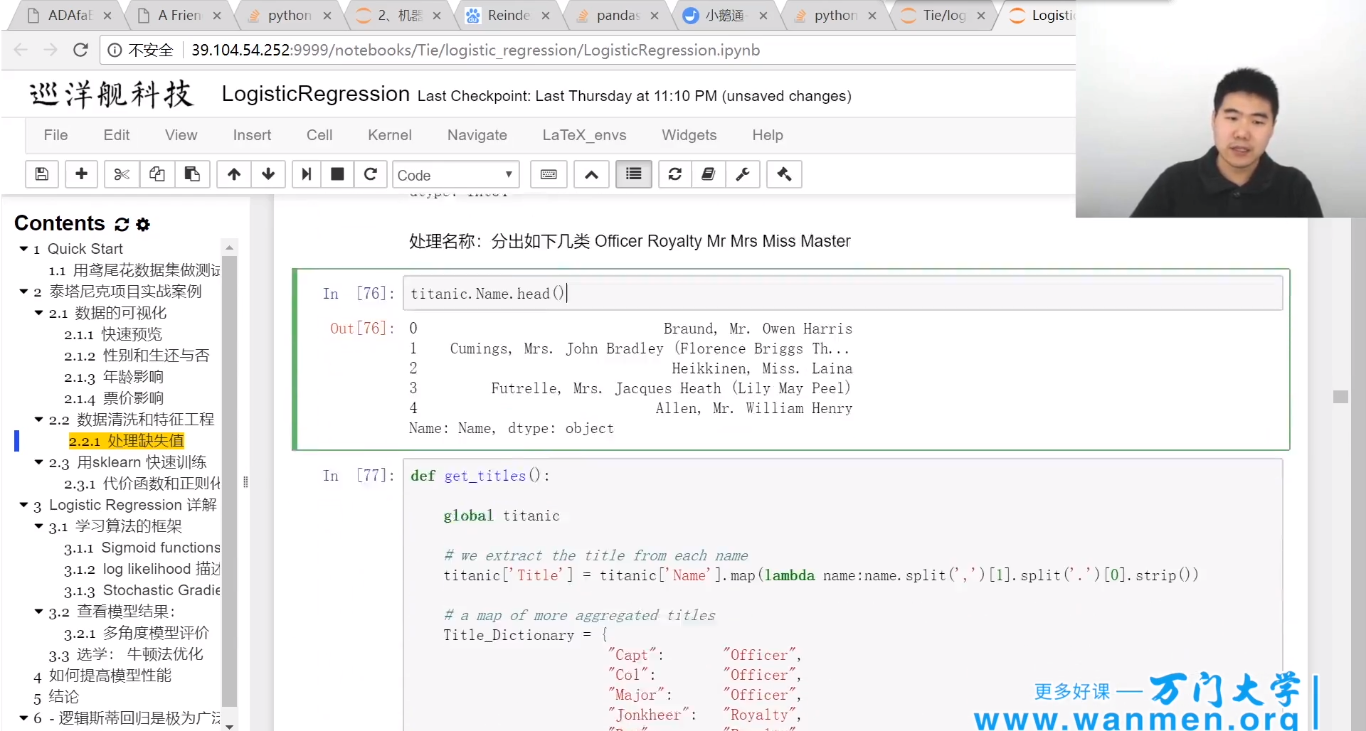 ADAfaE
A Frien
python
2、机器
Reinde
pandas
小鹅通-
python
Tie/log
Logisti
不安全 39.104.54.252:9999/notebooks/Tie/logistic_regression/LogisticRegression.ipynb
巡洋舰科技 LogisticRegression Last Checkpoint: Last Thursday at 11:10 PM (unsaved changes)
File Edit View Insert Cell Kernel Navigate LaTeX_envs Widgets Help
Code
Contents
1 Quick Start
1.1 用鸢尾花数据集做测试
2 泰塔尼克项目实战案例
2.1 数据的可视化
2.1.1 快速预览
2.1.2 性别和生还与否
2.1.3 年龄影响
2.1.4 票价影响
2.2 数据清洗和特征工程
2.2.1 处理缺失值
2.3 用sklearn 快速训练
2.3.1 代价函数和正则化
3 Logistic Regression 详解
3.1 学习算法的框架
3.1.1 Sigmoid functions
3.1.2 log likelihood 描述
3.1.3 Stochastic Gradie
3.2 查看模型结果：
3.2.1 多角度模型评价
3.3 选学： 牛顿法优化
4 如何提高模型性能
5 结论
6 - 逻辑斯蒂回归是极为广泛
处理名称：分出如下几类 Officer Royalty Mr Mrs Miss Master
In [76]: titanic.Name.head()
Out[76]: 0 Braund, Mr. Owen Harris
1 Cumings, Mrs. John Bradley (Florence Briggs Th...
2 Heikkinen, Miss. Laina
3 Futrelle, Mrs. Jacques Heath (Lily May Peel)
4 Allen, Mr. William Henry
Name: Name, dtype: object
In [77]: def get_titles():
global titanic
# we extract the title from each name
titanic['Title'] = titanic['Name'].map(lambda name:name.split(',')[1].split('.')[0].strip())
# a map of more aggregated titles
Title_Dictionary = {
"Capt": "Officer",
"Col": "Officer",
"Major": "Officer",
"Jonkheer": "Royalty",
更多好课 — 万门大学
www.wanmen.org